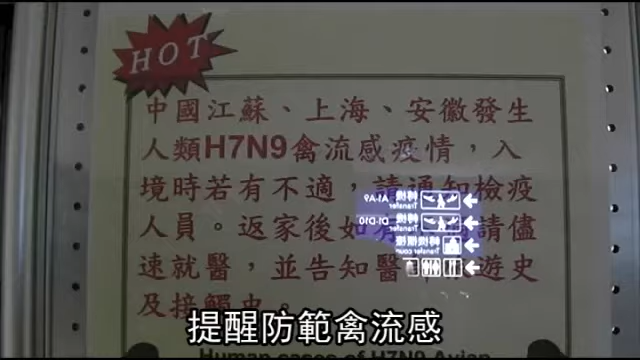 HOT
中國江蘇、上海、安徽發生
人類H7N9禽流感疫情，入
境時若有不適，請通知檢疫
人員。返家後如有請儘
速就醫，並告知醫旅遊史
及接觸史。
A1-A9 轉機
Transfer
D1-D10 轉機
Transfer
轉機櫃檯
Transfer
提醒防範禽流感
Human cases of H7N9 Avian